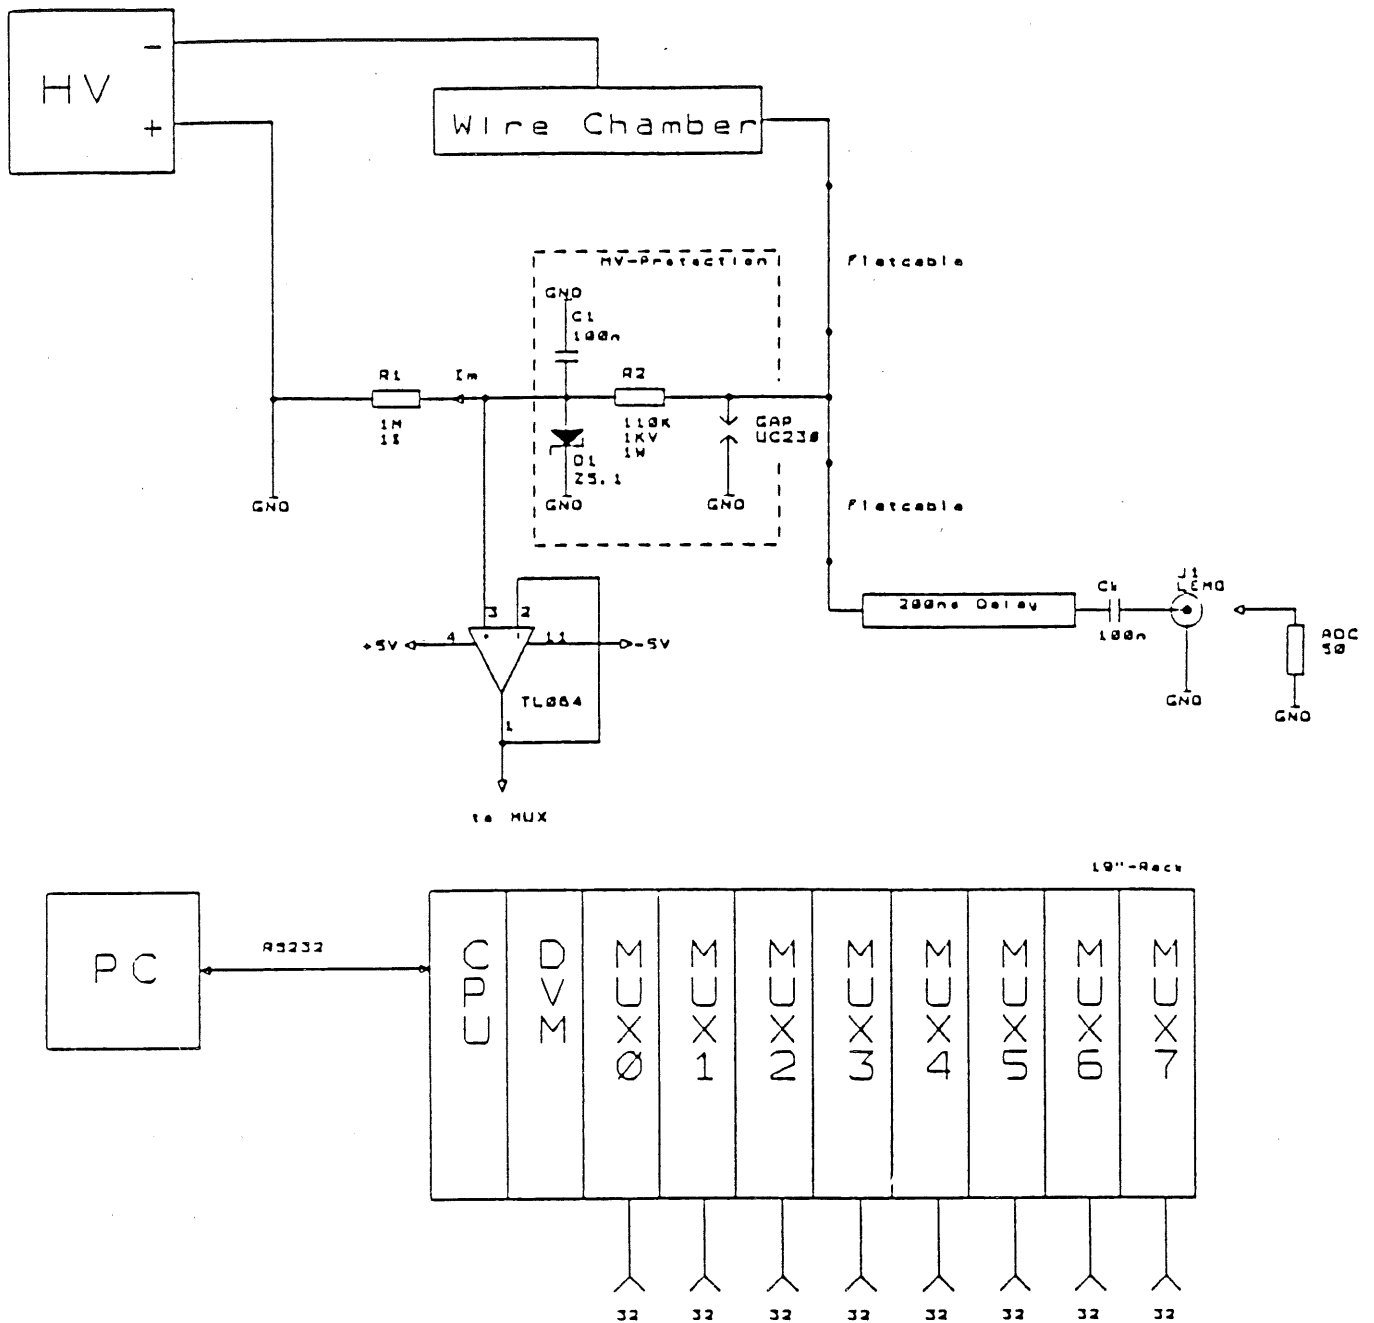 HV
-
+
WIre Chamber
HV-Protection
Flatcable
GND
C1
100n
R1
Im
R2
1M
1%
110K
1KV
1W
GAP
UC230
D1
Z5.1
GND
GND
GND
Flatcable
J1
LEMO
200ns Delay
Ck
100n
ADC
50
GND
GND
3
2
+
-
+5V
4
11
-5V
TL064
1
to MUX
19"-Rack
PC
RS232
CPU
DVM
MUX0
MUX1
MUX2
MUX3
MUX4
MUX5
MUX6
MUX7
32
32
32
32
32
32
32
32